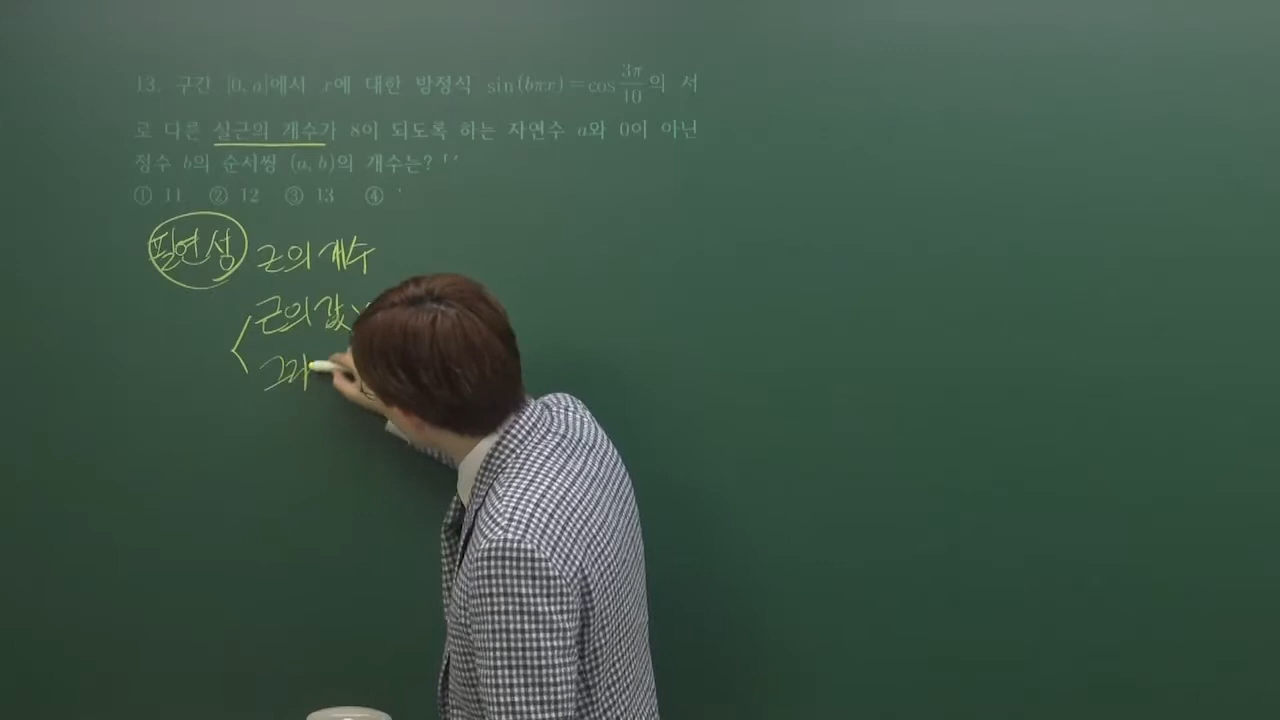 13. 구간 [0, a]에서 x에 대한 방정식 sin(bπx)=cos 3π/10의 서
로 다른 실근의 개수가 8이 되도록 하는 자연수 a와 0이 아닌
정수 b의 순서쌍 (a, b)의 개수는?
① 11 ② 12 ③ 13 ④
필연성 근의 개수
근의 값
그래